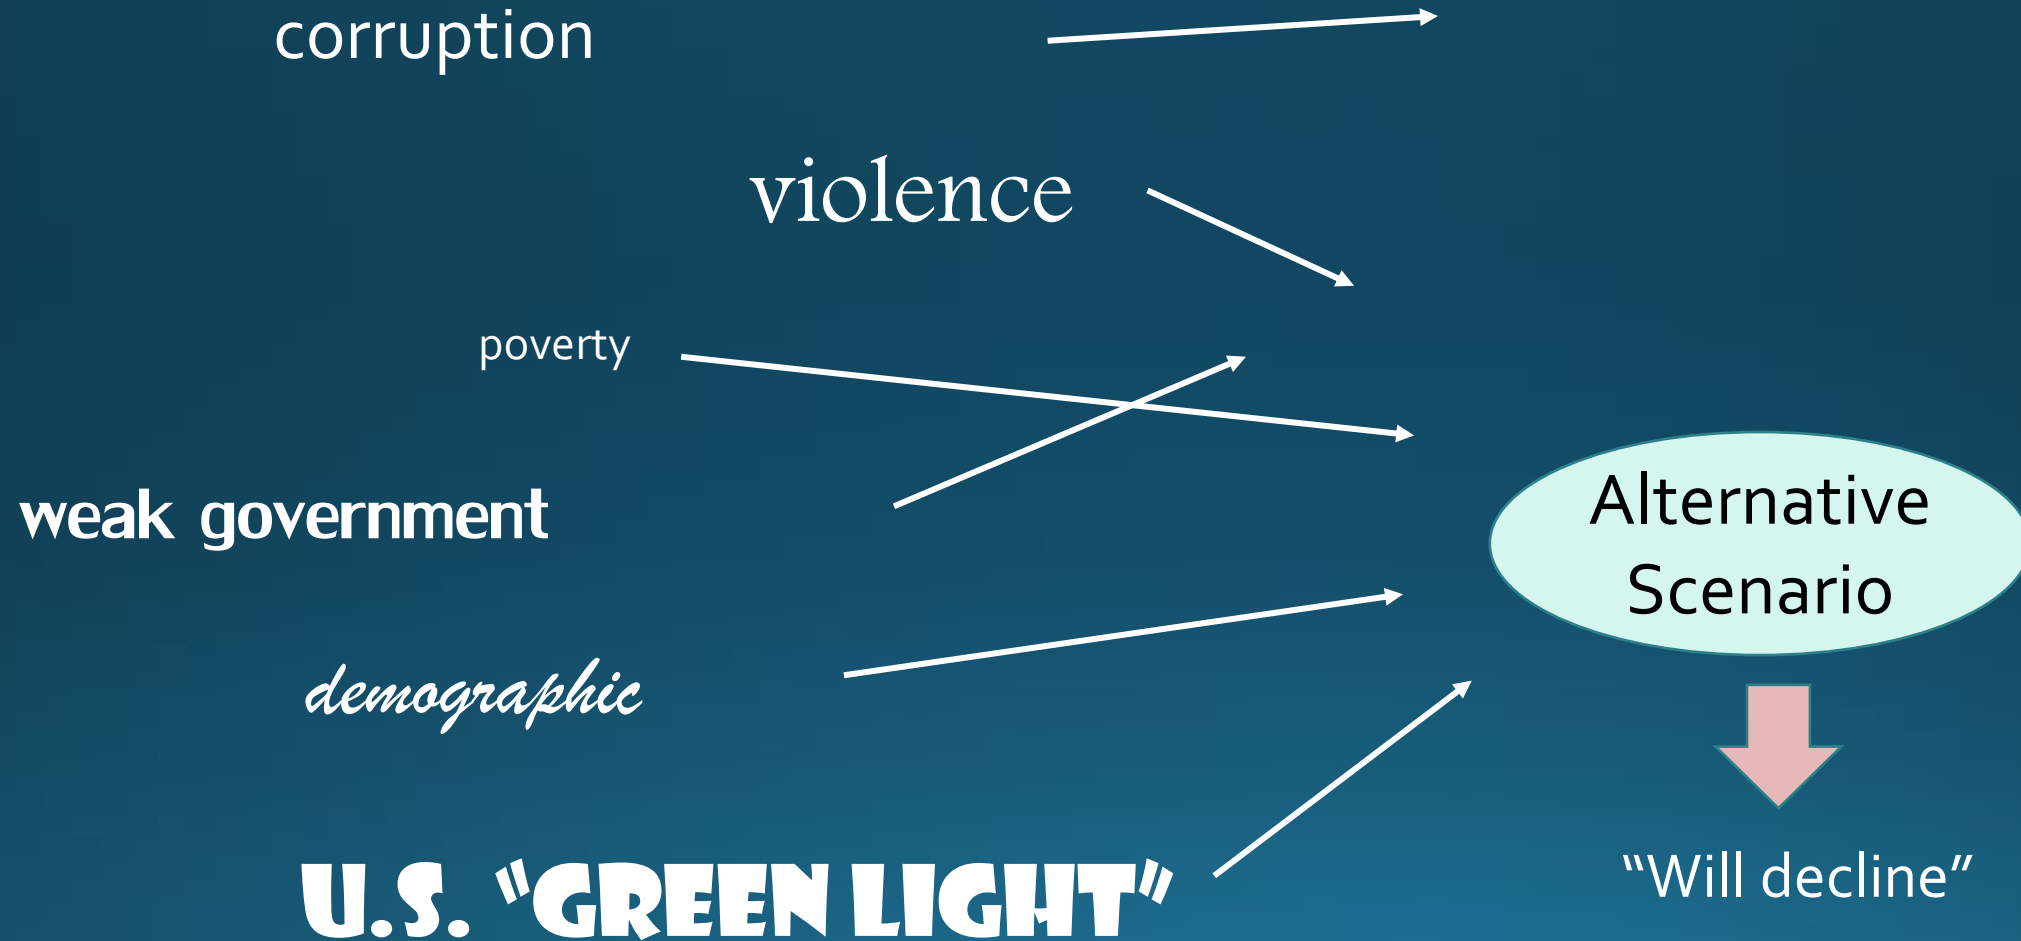 corruption
violence
poverty
weak government
demographic
U.S. “GREEN LIGHT”
Alternative
Scenario
“Will decline”